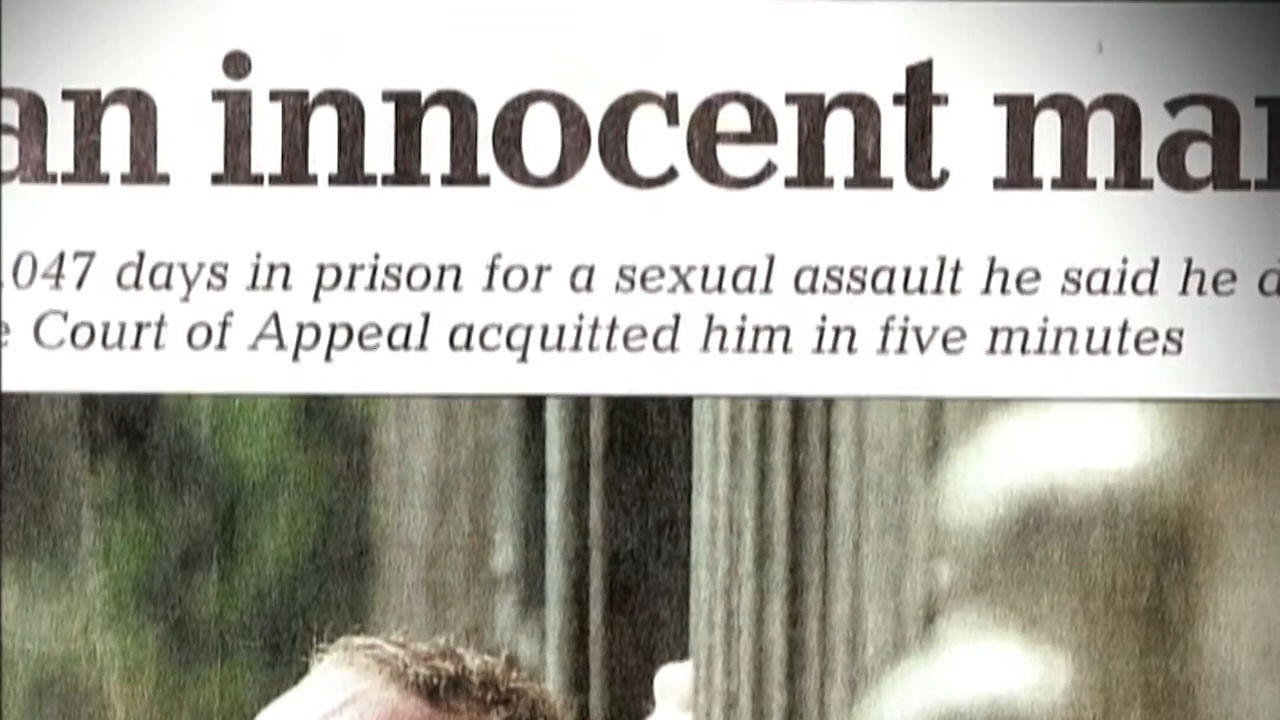 an innocent mar
047 days in prison for a sexual assault he said he d
e Court of Appeal acquitted him in five minutes